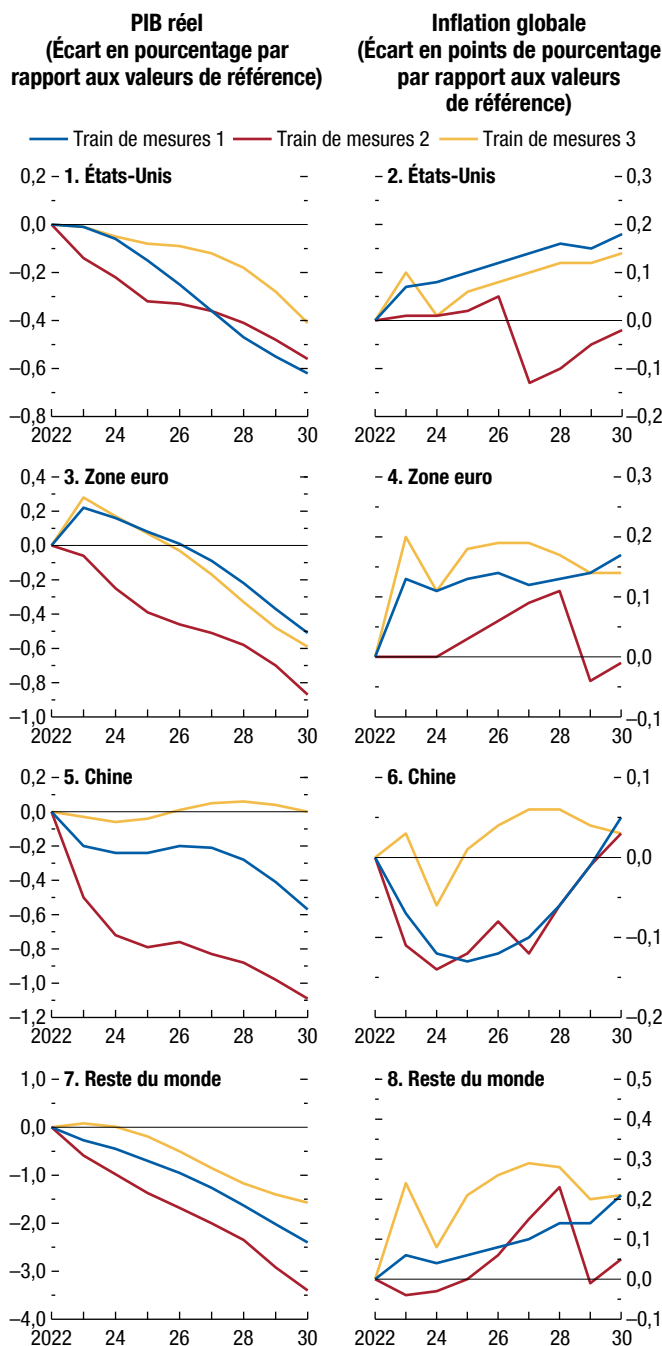 PIB réel
(Écart en pourcentage par
rapport aux valeurs de référence)
Inflation globale
(Écart en points de pourcentage
par rapport aux valeurs
de référence)
Train de mesures 1 Train de mesures 2 Train de mesures 3
1. États-Unis
0,2
0,0
–0,2
–0,4
–0,6
–0,8
2022 24 26 28 30
2. États-Unis
0,3
0,2
0,1
0,0
–0,1
–0,2
2022 24 26 28 30
3. Zone euro
0,4
0,2
0,0
–0,2
–0,4
–0,6
–0,8
–1,0
2022 24 26 28 30
4. Zone euro
0,3
0,2
0,1
0,0
–0,1
2022 24 26 28 30
5. Chine
0,2
0,0
–0,2
–0,4
–0,6
–0,8
–1,0
–1,2
2022 24 26 28 30
6. Chine
0,1
0,0
–0,1
–0,2
2022 24 26 28 30
7. Reste du monde
1,0
0,0
–1,0
–2,0
–3,0
–4,0
2022 24 26 28 30
8. Reste du monde
0,5
0,4
0,3
0,2
0,1
0,0
–0,1
2022 24 26 28 30